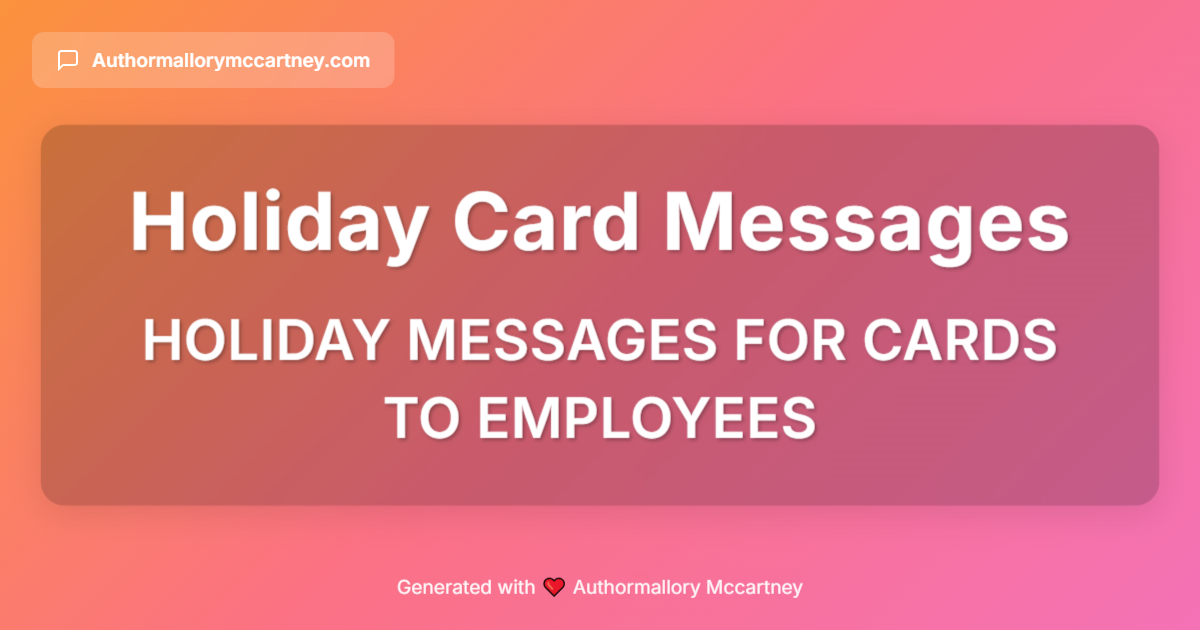 Authormallorymccartney.com
Holiday Card Messages
HOLIDAY MESSAGES FOR CARDS
TO EMPLOYEES
Generated with ❤️ Authormallory Mccartney